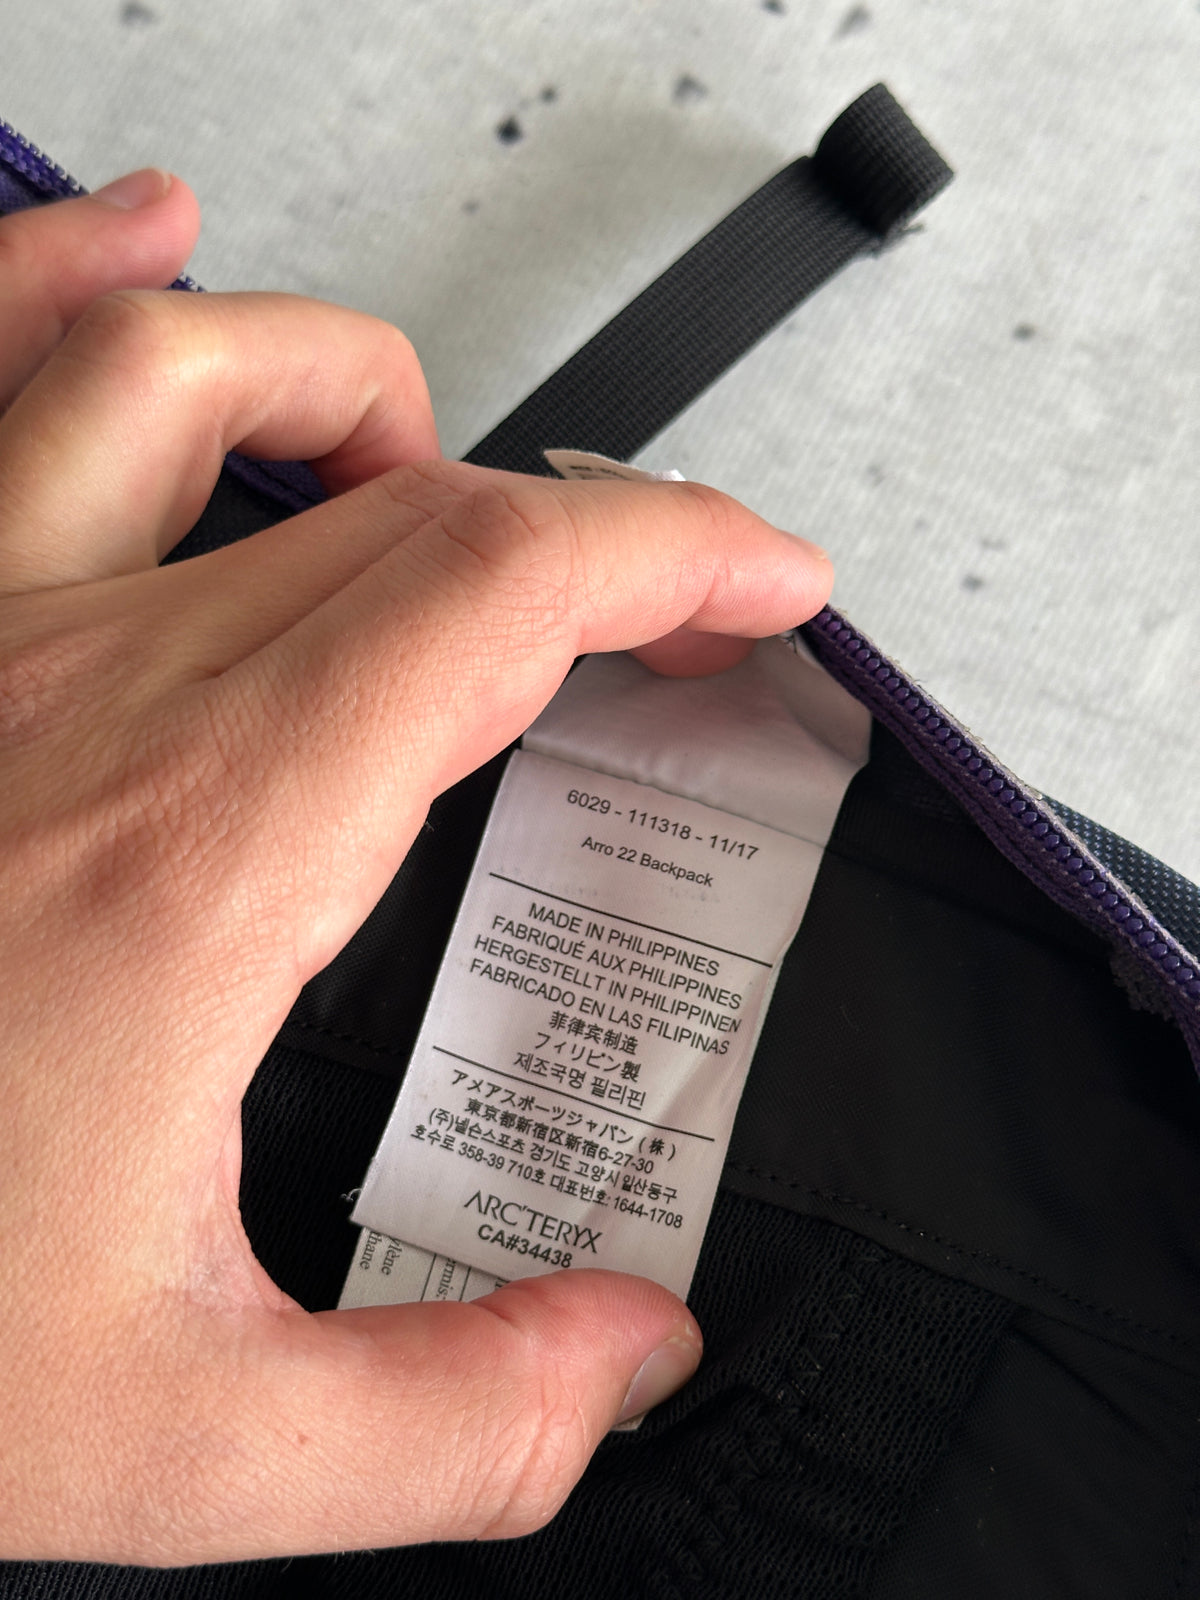 6029 - 111318 - 11/17
Arro 22 Backpack
MADE IN PHILIPPINES
FABRIQUÉ AUX PHILIPPINES
HERGESTELLT IN PHILIPPINEN
FABRICADO EN LAS FILIPINAS
菲律宾制造
フィリピン製
제조국명 필리핀
アメアスポーツジャパン（株）
東京都新宿区新宿6-27-30
(주)넬슨스포츠 경기도 고양시 일산동구
호수로 358-39 710호 대표번호: 1644-1708
ARC'TERYX
CA#34438